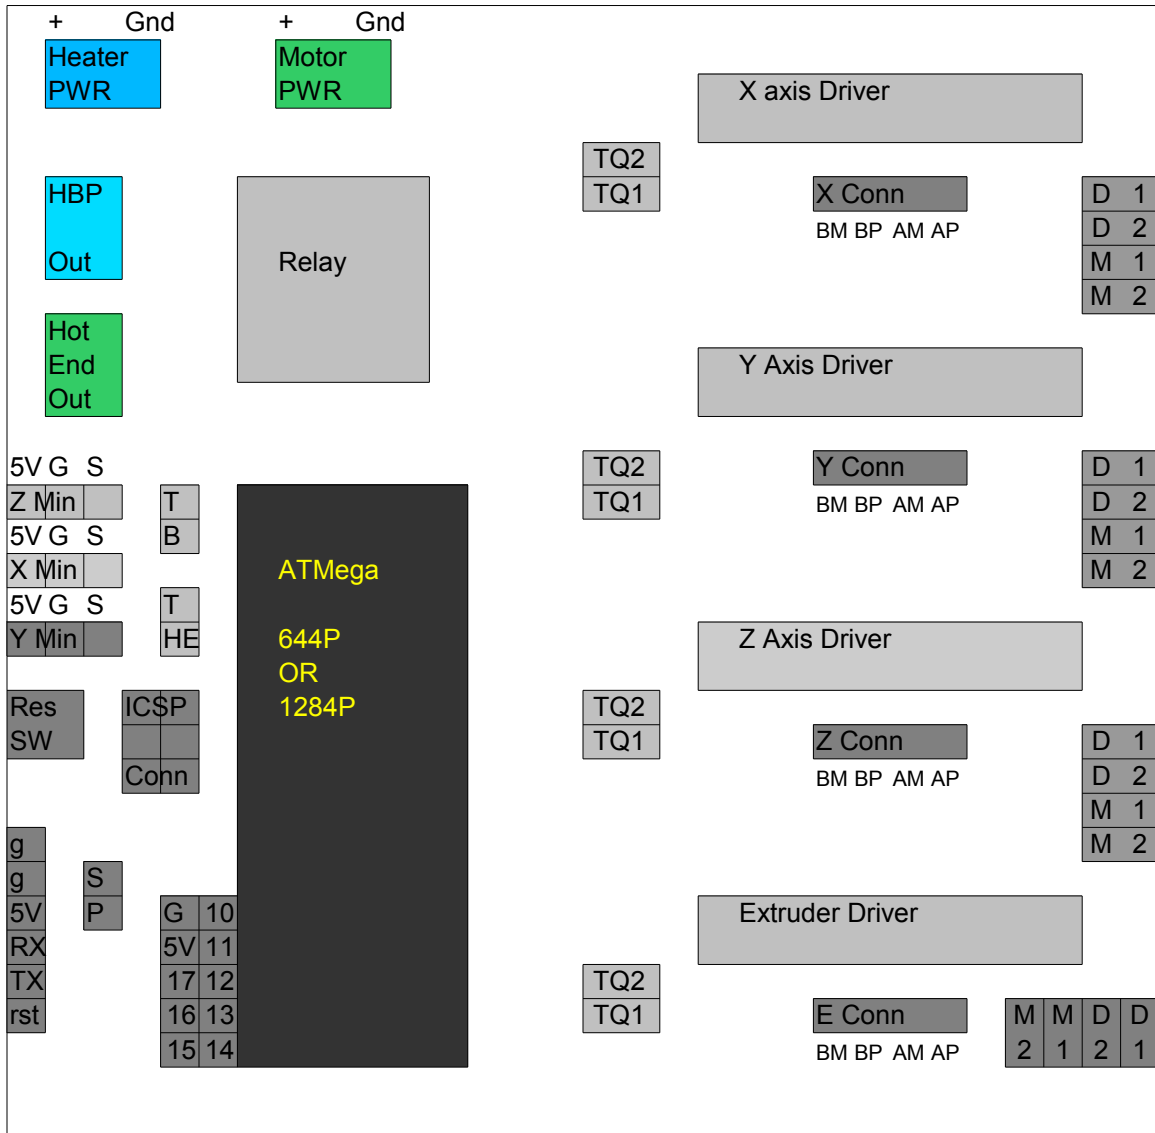 + Gnd + Gnd
Heater
PWR
Motor
PWR
X axis Driver
TQ2
TQ1
X Conn
BM BP AM AP
D 1
D 2
M 1
M 2
HBP
Out
Relay
Hot
End
Out
Y Axis Driver
TQ2
TQ1
Y Conn
BM BP AM AP
D 1
D 2
M 1
M 2
5V G S
Z Min
5V G S
X Min
5V G S
Y Min
T
B
T
HE
ATMega
644P
OR
1284P
Z Axis Driver
TQ2
TQ1
Z Conn
BM BP AM AP
D 1
D 2
M 1
M 2
Res
SW
ICSP
Conn
g
g
5V
RX
TX
rst
S
P
G 10
5V 11
17 12
16 13
15 14
Extruder Driver
TQ2
TQ1
E Conn
BM BP AM AP
M M D D
2 1 2 1